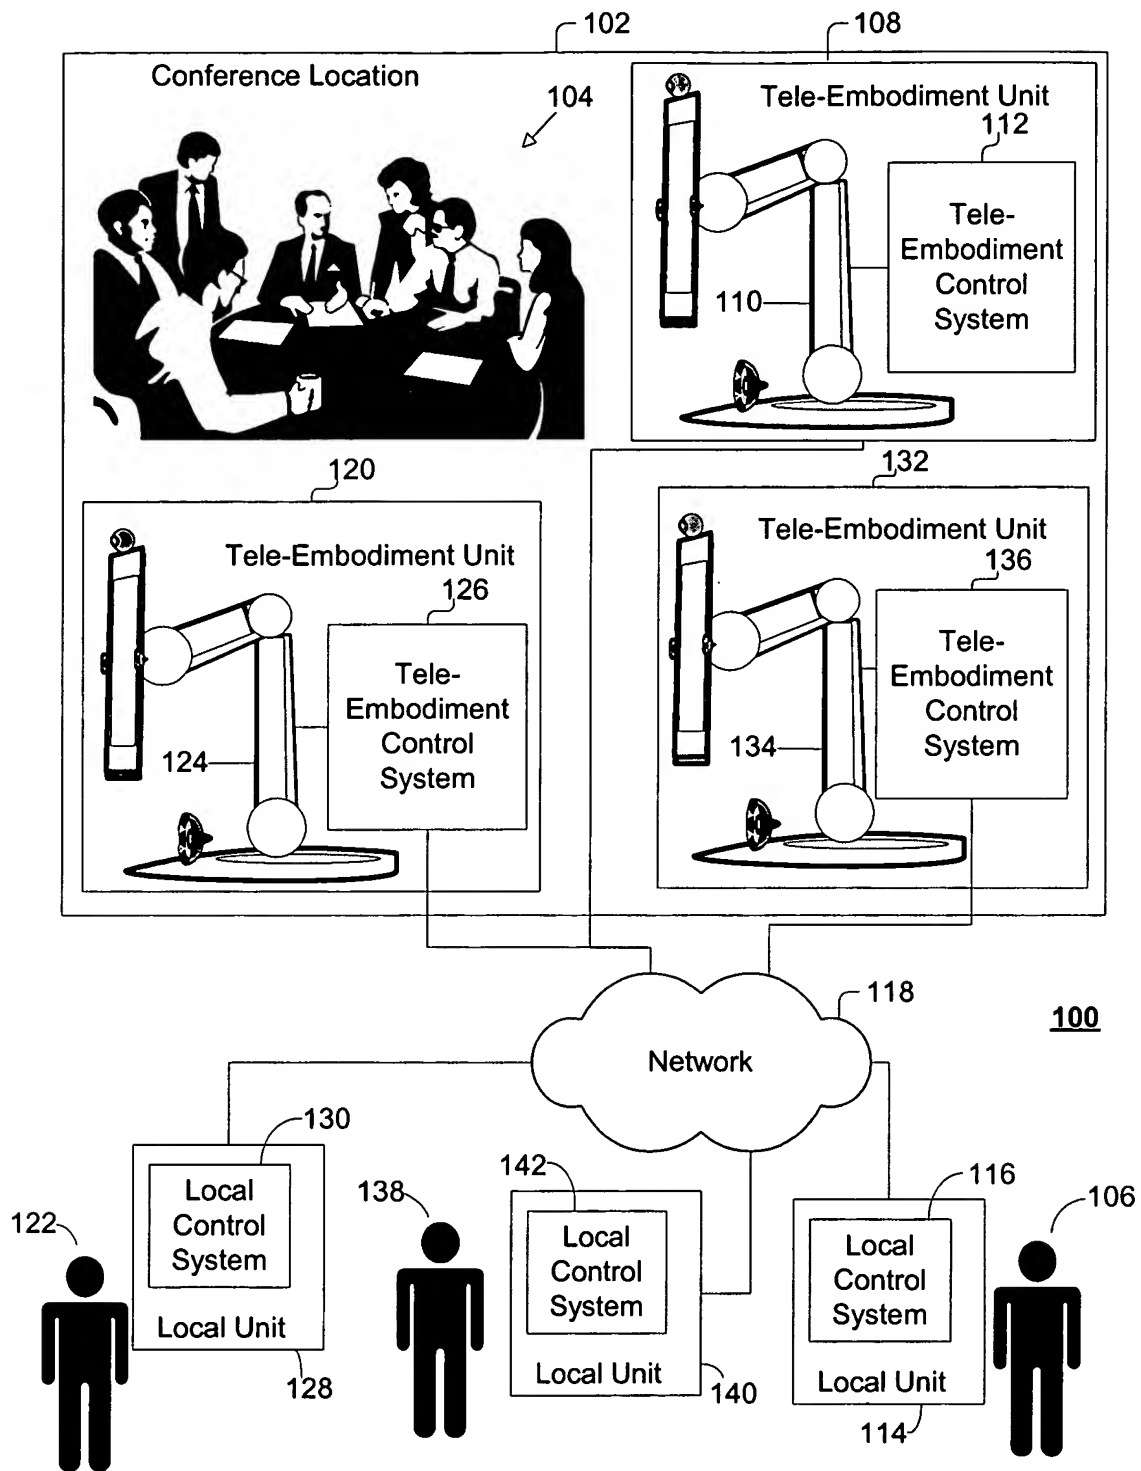 102
108
Conference Location
104
Tele-Embodiment Unit
112
Tele-
Embodiment
Control
System
110
120
132
Tele-Embodiment Unit
126
Tele-
Embodiment
Control
System
124
Tele-Embodiment Unit
136
Tele-
Embodiment
Control
System
134
118
Network
100
130
Local
Control
System
Local Unit
122
128
138
142
Local
Control
System
Local Unit
140
116
Local
Control
System
Local Unit
114
106